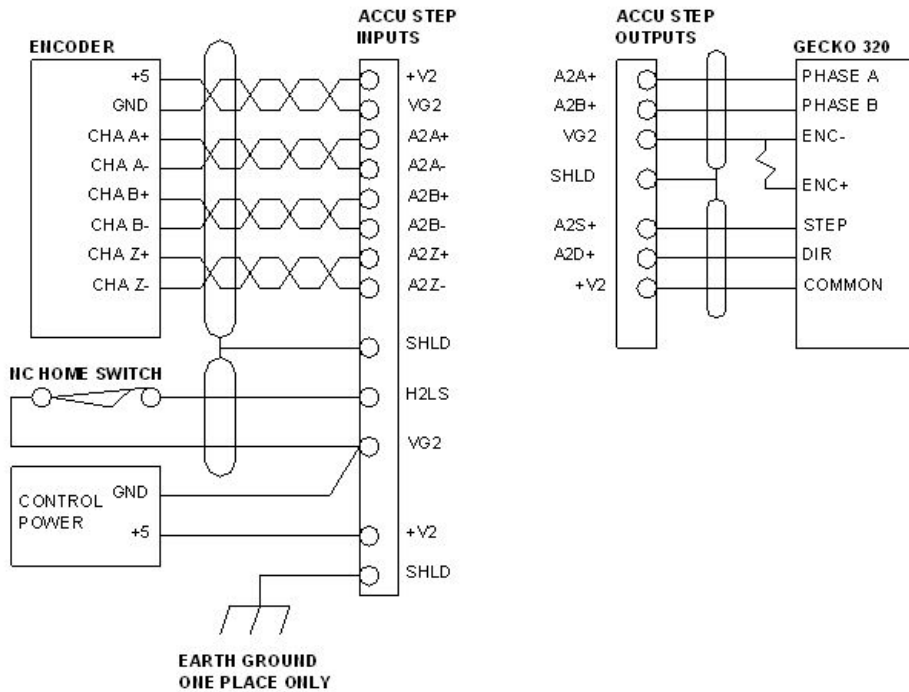 ACCU STEP
INPUTS
ENCODER
+5
GND
CHA A+
CHA A-
CHA B+
CHA B-
CHA Z+
CHA Z-
+V2
VG2
A2A+
A2A-
A2B+
A2B-
A2Z+
A2Z-
SHLD
NC HOME SWITCH
H2LS
VG2
CONTROL
POWER
GND
+5
+V2
SHLD
EARTH GROUND
ONE PLACE ONLY
ACCU STEP
OUTPUTS
GECKO 320
A2A+
A2B+
VG2
SHLD
A2S+
A2D+
+V2
PHASE A
PHASE B
ENC-
ENC+
STEP
DIR
COMMON